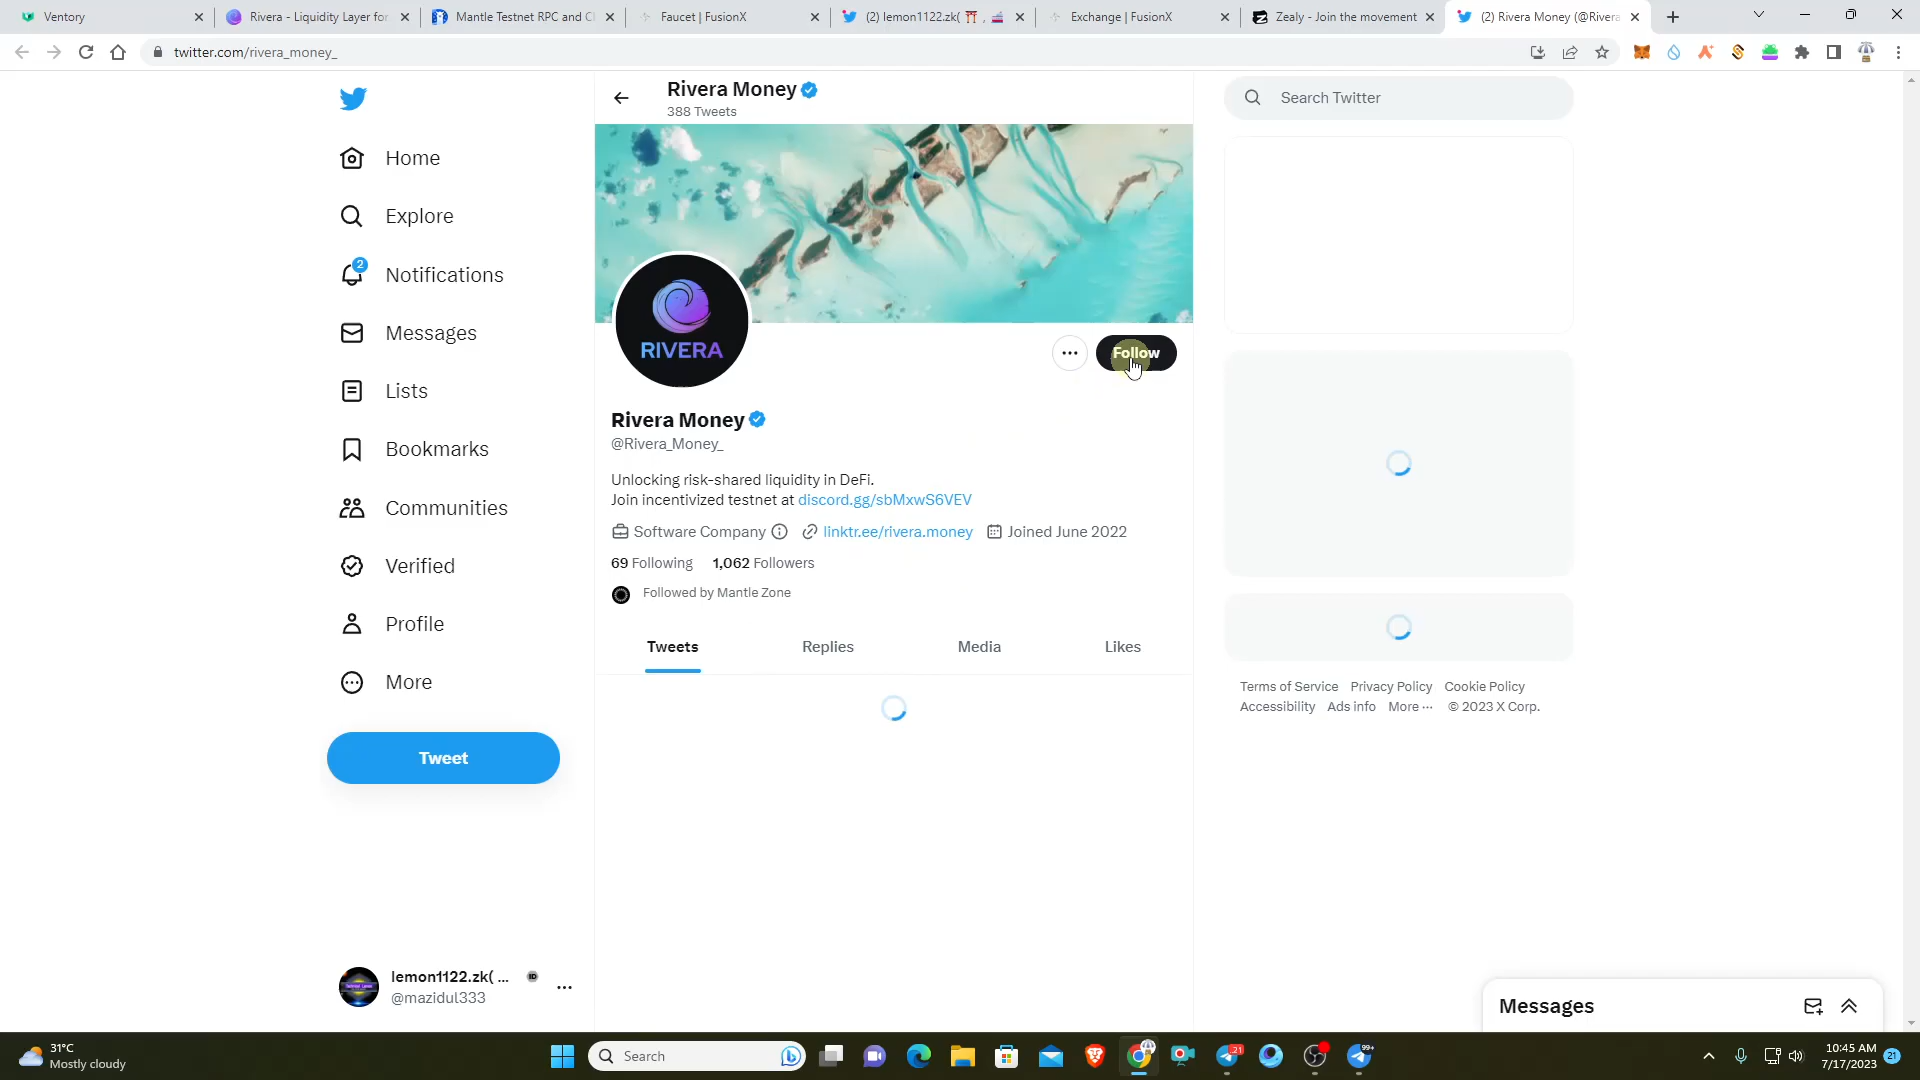 Ventory
Rivera - Liquidity Layer for
Mantle Testnet RPC and Cl
Faucet | FusionX
(2) lemon1122.zk(
Exchange | FusionX
Zealy - Join the movement
(2) Rivera Money (@Rivera
twitter.com/rivera_money_
Rivera Money
388 Tweets
Search Twitter
Home
Explore
2
Notifications
Messages
Lists
Bookmarks
Communities
Verified
Profile
More
Tweet
RIVERA
Follow
Rivera Money
@Rivera_Money_
Unlocking risk-shared liquidity in DeFi.
Join incentivized testnet at discord.gg/sbMxwS6VEV
Software Company linktr.ee/rivera.money Joined June 2022
69 Following 1,062 Followers
Followed by Mantle Zone
Tweets Replies Media Likes
Terms of Service Privacy Policy Cookie Policy
Accessibility Ads info More ··· © 2023 X Corp.
lemon1122.zk( ...
@mazidul333
Messages
31°C
Mostly cloudy
Search
21
99+
10:45 AM
7/17/2023
21